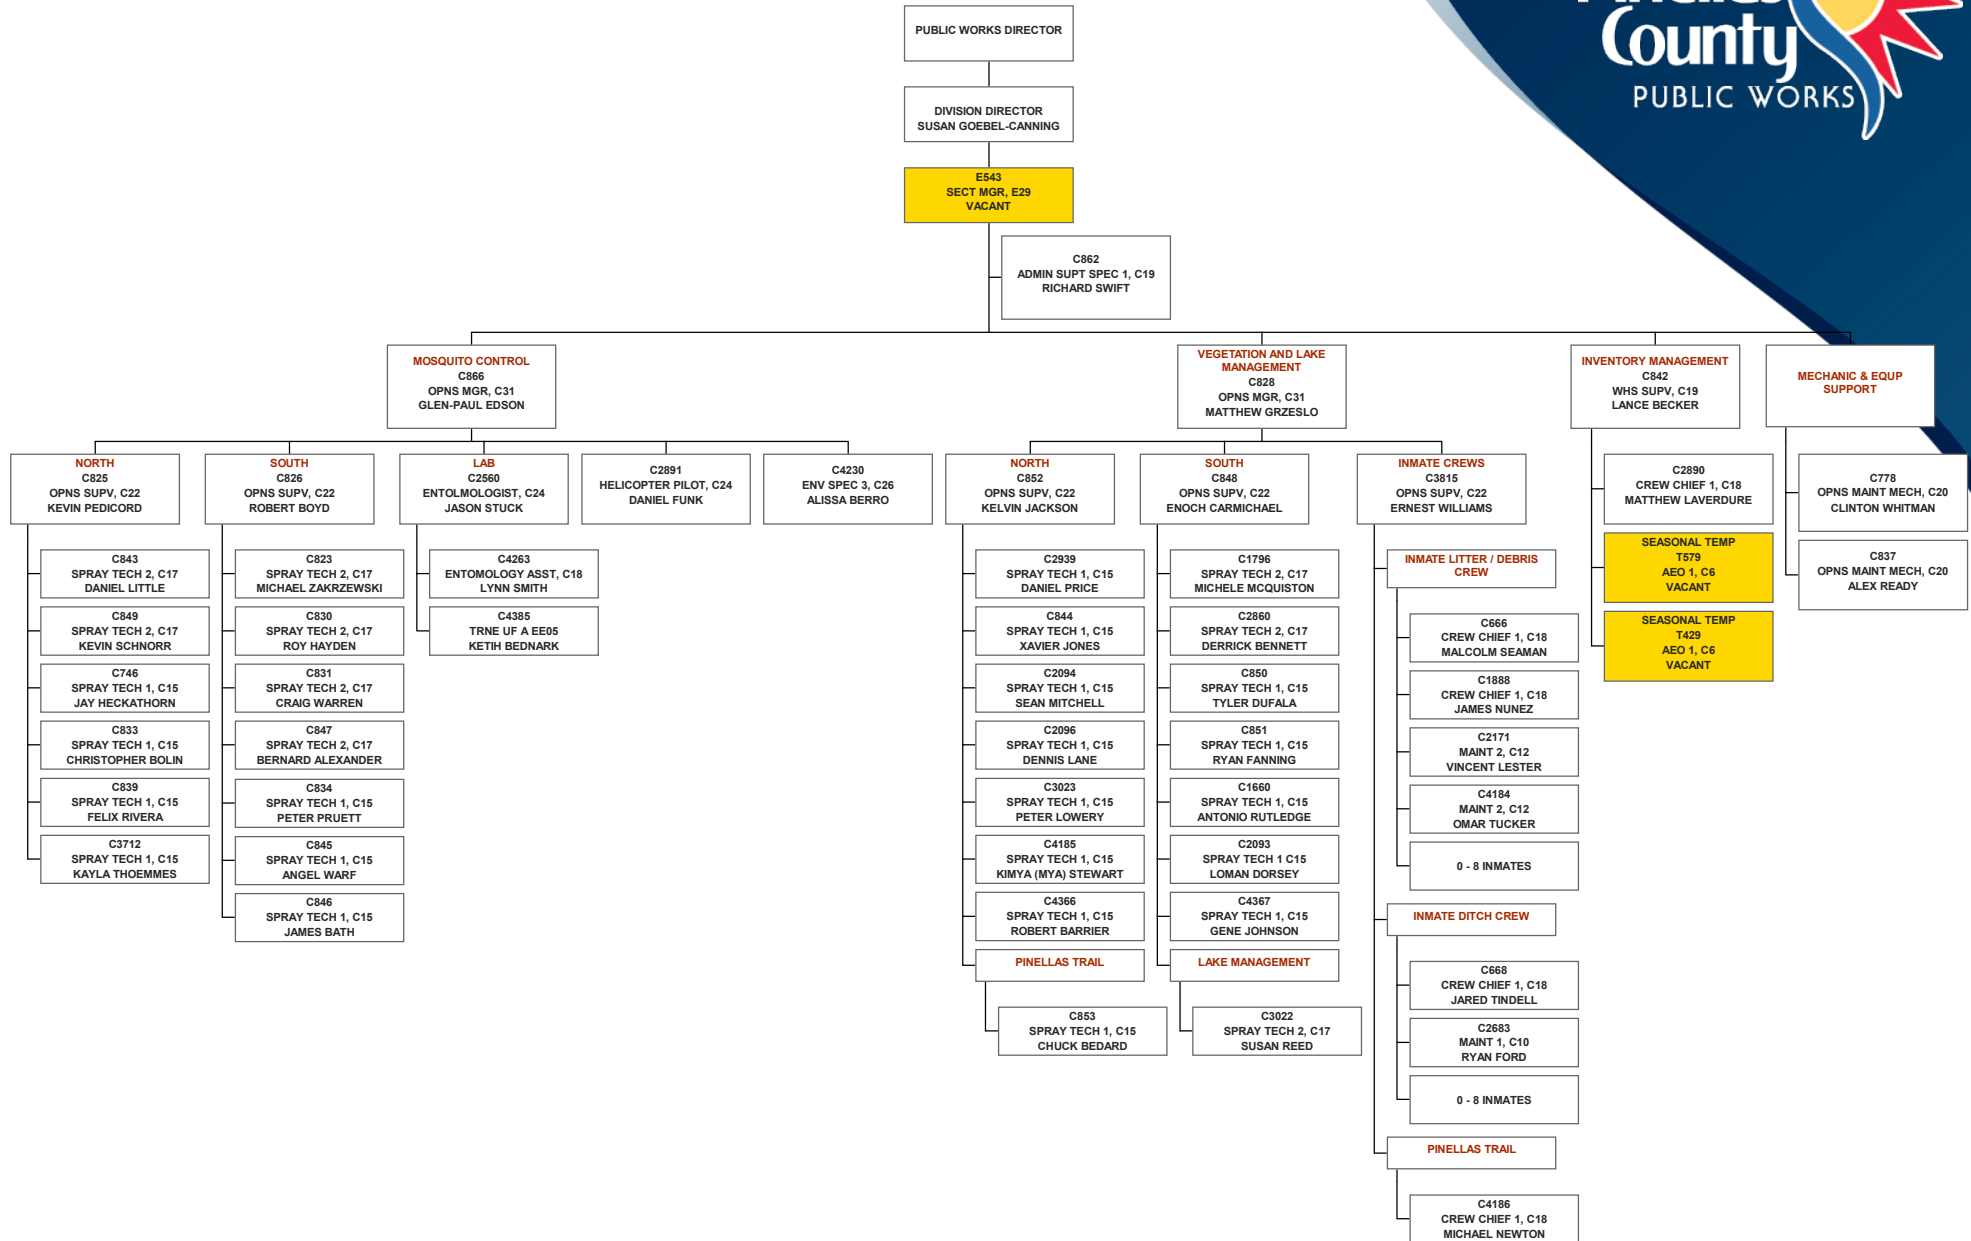 County
PUBLIC WORKS
PUBLIC WORKS DIRECTOR
DIVISION DIRECTOR
SUSAN GOEBEL-CANNING
E543
SECT MGR, E29
VACANT
C862
ADMIN SUPT SPEC 1, C19
RICHARD SWIFT
MOSQUITO CONTROL
C866
OPNS MGR, C31
GLEN-PAUL EDSON
VEGETATION AND LAKE
MANAGEMENT
C828
OPNS MGR, C31
MATTHEW GRZESLO
INVENTORY MANAGEMENT
C842
WHS SUPV, C19
LANCE BECKER
MECHANIC & EQUP
SUPPORT
NORTH
C825
OPNS SUPV, C22
KEVIN PEDICORD
SOUTH
C826
OPNS SUPV, C22
ROBERT BOYD
LAB
C2560
ENTOLMOLOGIST, C24
JASON STUCK
C2891
HELICOPTER PILOT, C24
DANIEL FUNK
C4230
ENV SPEC 3, C26
ALISSA BERRO
NORTH
C852
OPNS SUPV, C22
KELVIN JACKSON
SOUTH
C848
OPNS SUPV, C22
ENOCH CARMICHAEL
INMATE CREWS
C3815
OPNS SUPV, C22
ERNEST WILLIAMS
C2890
CREW CHIEF 1, C18
MATTHEW LAVERDURE
SEASONAL TEMP
T579
AEO 1, C6
VACANT
SEASONAL TEMP
T429
AEO 1, C6
VACANT
C778
OPNS MAINT MECH, C20
CLINTON WHITMAN
C837
OPNS MAINT MECH, C20
ALEX READY
C843
SPRAY TECH 2, C17
DANIEL LITTLE
C849
SPRAY TECH 2, C17
KEVIN SCHNORR
C746
SPRAY TECH 1, C15
JAY HECKATHORN
C833
SPRAY TECH 1, C15
CHRISTOPHER BOLIN
C839
SPRAY TECH 1, C15
FELIX RIVERA
C3712
SPRAY TECH 1, C15
KAYLA THOEMMES
C823
SPRAY TECH 2, C17
MICHAEL ZAKRZEWSKI
C830
SPRAY TECH 2, C17
ROY HAYDEN
C831
SPRAY TECH 2, C17
CRAIG WARREN
C847
SPRAY TECH 2, C17
BERNARD ALEXANDER
C834
SPRAY TECH 1, C15
PETER PRUETT
C845
SPRAY TECH 1, C15
ANGEL WARF
C846
SPRAY TECH 1, C15
JAMES BATH
C4263
ENTOMOLOGY ASST, C18
LYNN SMITH
C4385
TRNE UF A EE05
KETIH BEDNARK
C2939
SPRAY TECH 1, C15
DANIEL PRICE
C844
SPRAY TECH 1, C15
XAVIER JONES
C2094
SPRAY TECH 1, C15
SEAN MITCHELL
C2096
SPRAY TECH 1, C15
DENNIS LANE
C3023
SPRAY TECH 1, C15
PETER LOWERY
C4185
SPRAY TECH 1, C15
KIMYA (MYA) STEWART
C4366
SPRAY TECH 1, C15
ROBERT BARRIER
PINELLAS TRAIL
C853
SPRAY TECH 1, C15
CHUCK BEDARD
C1796
SPRAY TECH 2, C17
MICHELE MCQUISTON
C2860
SPRAY TECH 2, C17
DERRICK BENNETT
C850
SPRAY TECH 1, C15
TYLER DUFALA
C851
SPRAY TECH 1, C15
RYAN FANNING
C1660
SPRAY TECH 1, C15
ANTONIO RUTLEDGE
C2093
SPRAY TECH 1 C15
LOMAN DORSEY
C4367
SPRAY TECH 1, C15
GENE JOHNSON
LAKE MANAGEMENT
C3022
SPRAY TECH 2, C17
SUSAN REED
INMATE LITTER / DEBRIS
CREW
C666
CREW CHIEF 1, C18
MALCOLM SEAMAN
C1888
CREW CHIEF 1, C18
JAMES NUNEZ
C2171
MAINT 2, C12
VINCENT LESTER
C4184
MAINT 2, C12
OMAR TUCKER
0 - 8 INMATES
INMATE DITCH CREW
C668
CREW CHIEF 1, C18
JARED TINDELL
C2683
MAINT 1, C10
RYAN FORD
0 - 8 INMATES
PINELLAS TRAIL
C4186
CREW CHIEF 1, C18
MICHAEL NEWTON